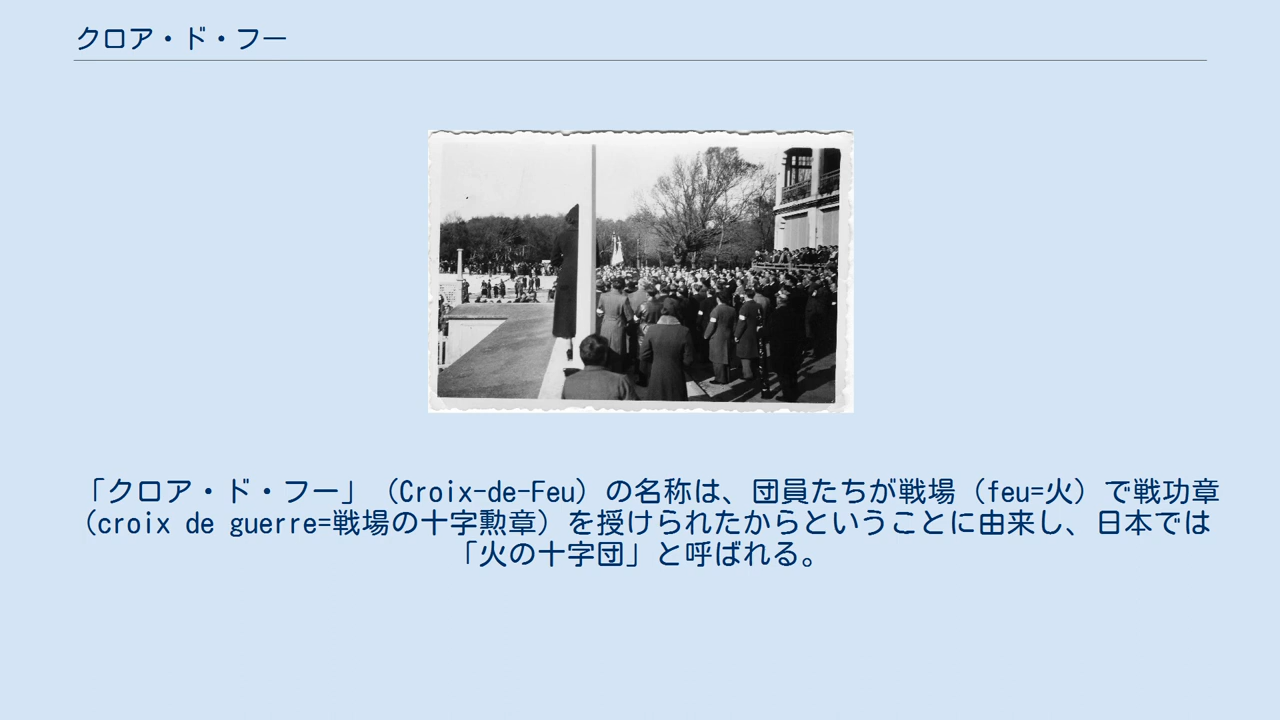 クロア・ド・フー
「クロア・ド・フー」（Croix-de-Feu）の名称は、団員たちが戦場（feu=火）で戦功章
（croix de guerre=戦場の十字勲章）を授けられたからということに由来し、日本では
「火の十字団」と呼ばれる。